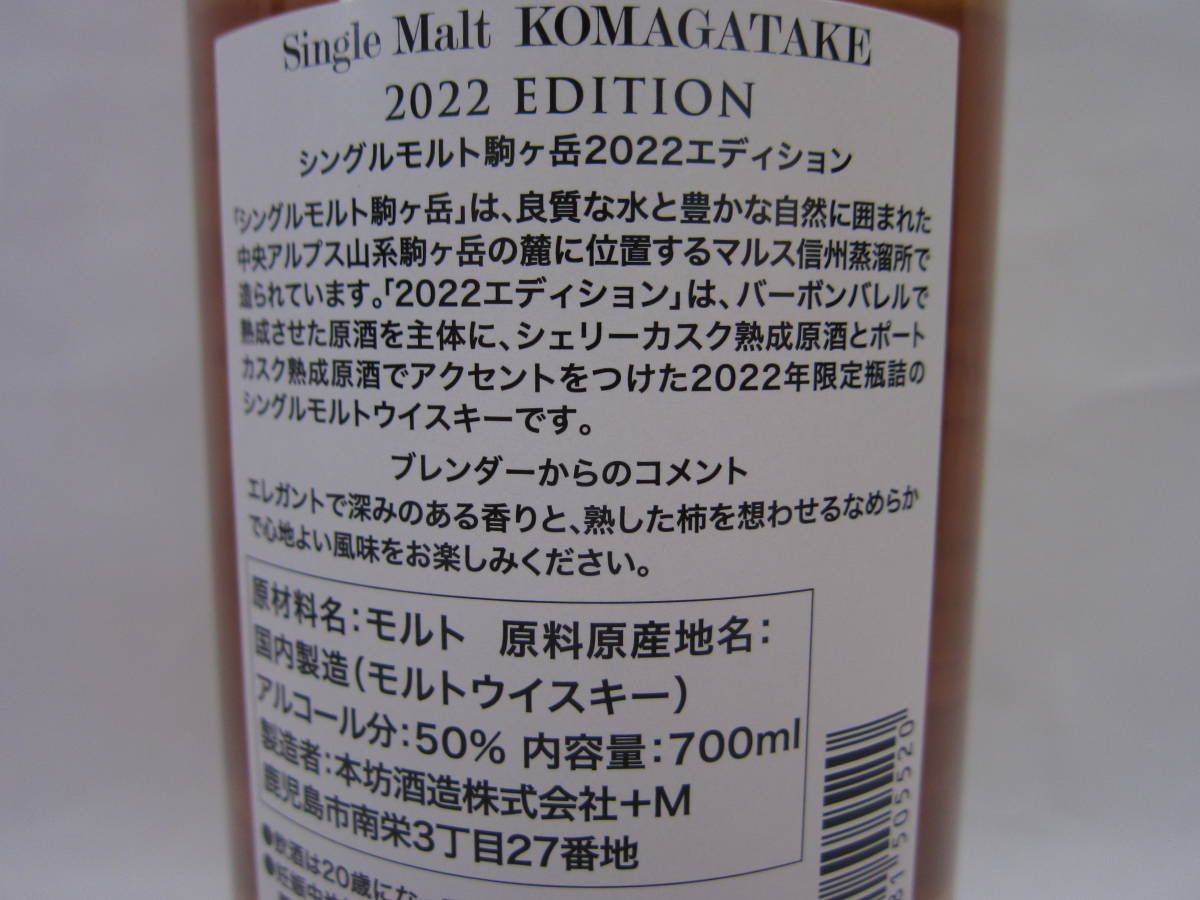 Single Malt KOMAGATAKE
2022 EDITION
シングルモルト駒ヶ岳2022エディション
「シングルモルト駒ヶ岳」は、良質な水と豊かな自然に囲まれた
中央アルプス山系駒ヶ岳の麓に位置するマルス信州蒸溜所で
造られています。「2022エディション」は、バーボンバレルで
熟成させた原酒を主体に、シェリーカスク熟成原酒とポート
カスク熟成原酒でアクセントをつけた2022年限定瓶詰の
シングルモルトウイスキーです。
ブレンダーからのコメント
エレガントで深みのある香りと、熟した柿を想わせるなめらか
で心地よい風味をお楽しみください。
原材料名：モルト 原料原産地名：
国内製造（モルトウイスキー）
アルコール分：50% 内容量：700ml
製造者：本坊酒造株式会社+M
鹿児島市南栄3丁目27番地
●飲酒は20歳にな
●妊娠中や
81505520